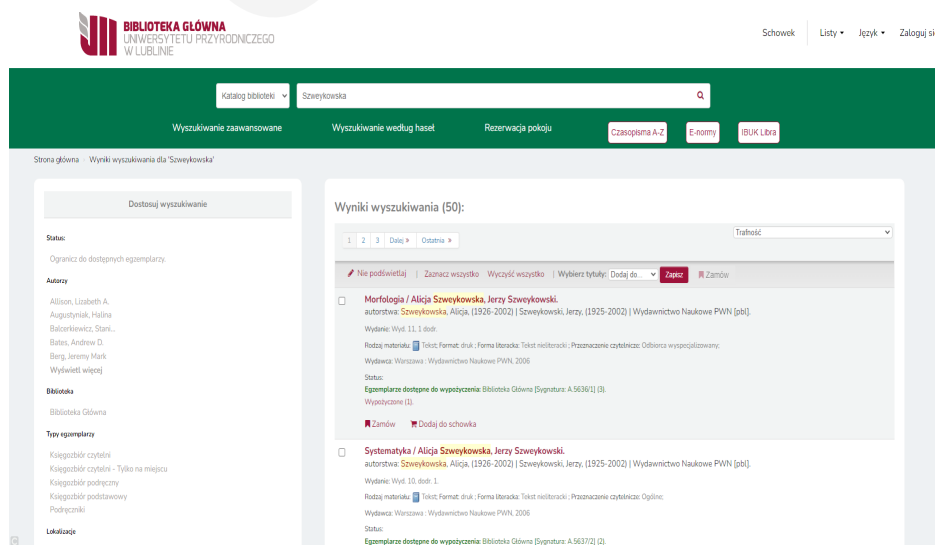 BIBLIOTEKA GŁÓWNA
UNIWERSYTETU PRZYRODNICZEGO
W LUBLINIE
Schowek Listy Język Zaloguj się
Katalog biblioteki Szweykowska
Wyszukiwanie zaawansowane Wyszukiwanie według haseł Rezerwacja pokoju Czasopisma A-Z E-normy IBUK Libra
Strona główna Wyniki wyszukiwania dla 'Szweykowska'
Dostosuj wyszukiwanie
Status:
Ogranicz do dostępnych egzemplarzy.
Autorzy
Allison, Lizabeth A.
Augustyniak, Halina
Balcerkiewicz, Stani...
Bates, Andrew D.
Berg, Jeremy Mark
Wyświetl więcej
Biblioteka
Biblioteka Główna
Typy egzemplarzy
Księgozbiór czytelni
Księgozbiór czytelni - Tylko na miejscu
Księgozbiór podręczny
Księgozbiór podstawowy
Podręczniki
Lokalizacje
Wyniki wyszukiwania (50):
1 2 3 Dalej » Ostatnia »
Trafność
Nie podświetlaj | Zaznacz wszystko Wyczyść wszystko | Wybierz tytuły: Dodaj do... Zapisz Zamów
Morfologia / Alicja Szweykowska, Jerzy Szweykowski.
autorstwa: Szweykowska, Alicja, (1926-2002) | Szweykowski, Jerzy, (1925-2002) | Wydawnictwo Naukowe PWN [pbl].
Wydanie: Wyd. 11, 1 dodr.
Rodzaj materiału: Tekst; Format: druk ; Forma literacka: Tekst nieliteracki ; Przeznaczenie czytelnicze: Odbiorca wyspecjalizowany;
Wydawca: Warszawa : Wydawnictwo Naukowe PWN, 2006
Status:
Egzemplarze dostępne do wypożyczenia: Biblioteka Główna [Sygnatura: A.5636/1] (3).
Wypożyczone (1).
Zamów Dodaj do schowka
Systematyka / Alicja Szweykowska, Jerzy Szweykowski.
autorstwa: Szweykowska, Alicja, (1926-2002) | Szweykowski, Jerzy, (1925-2002) | Wydawnictwo Naukowe PWN [pbl].
Wydanie: Wyd. 10, dodr. 1.
Rodzaj materiału: Tekst; Format: druk ; Forma literacka: Tekst nieliteracki ; Przeznaczenie czytelnicze: Ogólne;
Wydawca: Warszawa : Wydawnictwo Naukowe PWN, 2006
Status:
Egzemplarze dostępne do wypożyczenia: Biblioteka Główna [Sygnatura: A.5637/2] (2).